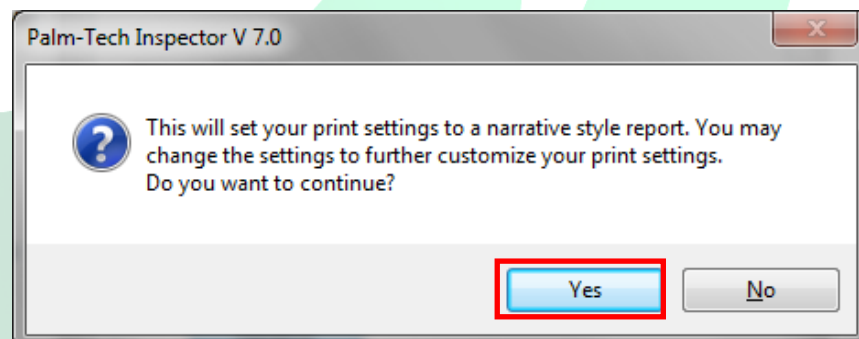 Palm-Tech Inspector V 7.0
This will set your print settings to a narrative style report. You may
change the settings to further customize your print settings.
Do you want to continue?
Yes
No